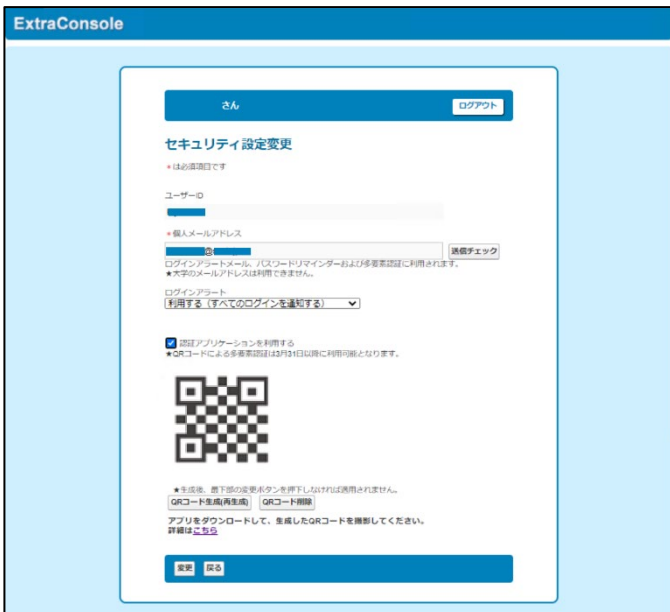 ExtraConsole
さん
ログアウト
セキュリティ設定変更
* は必須項目です
ユーザーID
* 個人メールアドレス
@
送信チェック
ログインアラートメール、パスワードリマインダーおよび多要素認証に利用されます。
★大学のメールアドレスは利用できません。
ログインアラート
利用する（すべてのログインを通知する）
認証アプリケーションを利用する
★QRコードによる多要素認証は3月31日以降に利用可能となります。
★生成後、最下部の変更ボタンを押下しなければ適用されません。
QRコード生成(再生成)
QRコード削除
アプリをダウンロードして、生成したQRコードを撮影してください。
詳細はこちら
変更
戻る